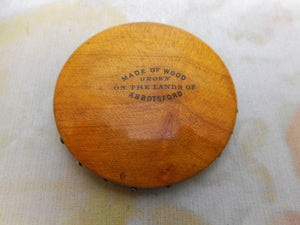 MADE OF WOOD
GROWN
ON THE LANDS OF
ABBOTSFORD